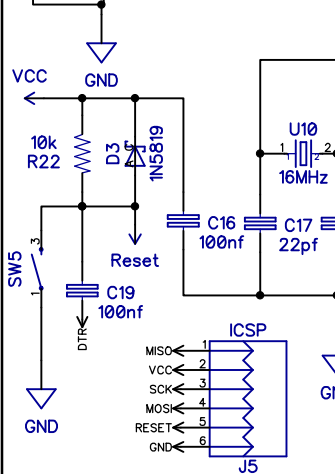 GND
VCC
10k
R22
D3
1N5819
U10
1
2
16MHz
SW5
3
1
Reset
C16
100nf
C17
22pf
C19
100nf
DTR
GND
ICSP
MISO 1
VCC 2
SCK 3
MOSI 4
RESET 5
GND 6
J5